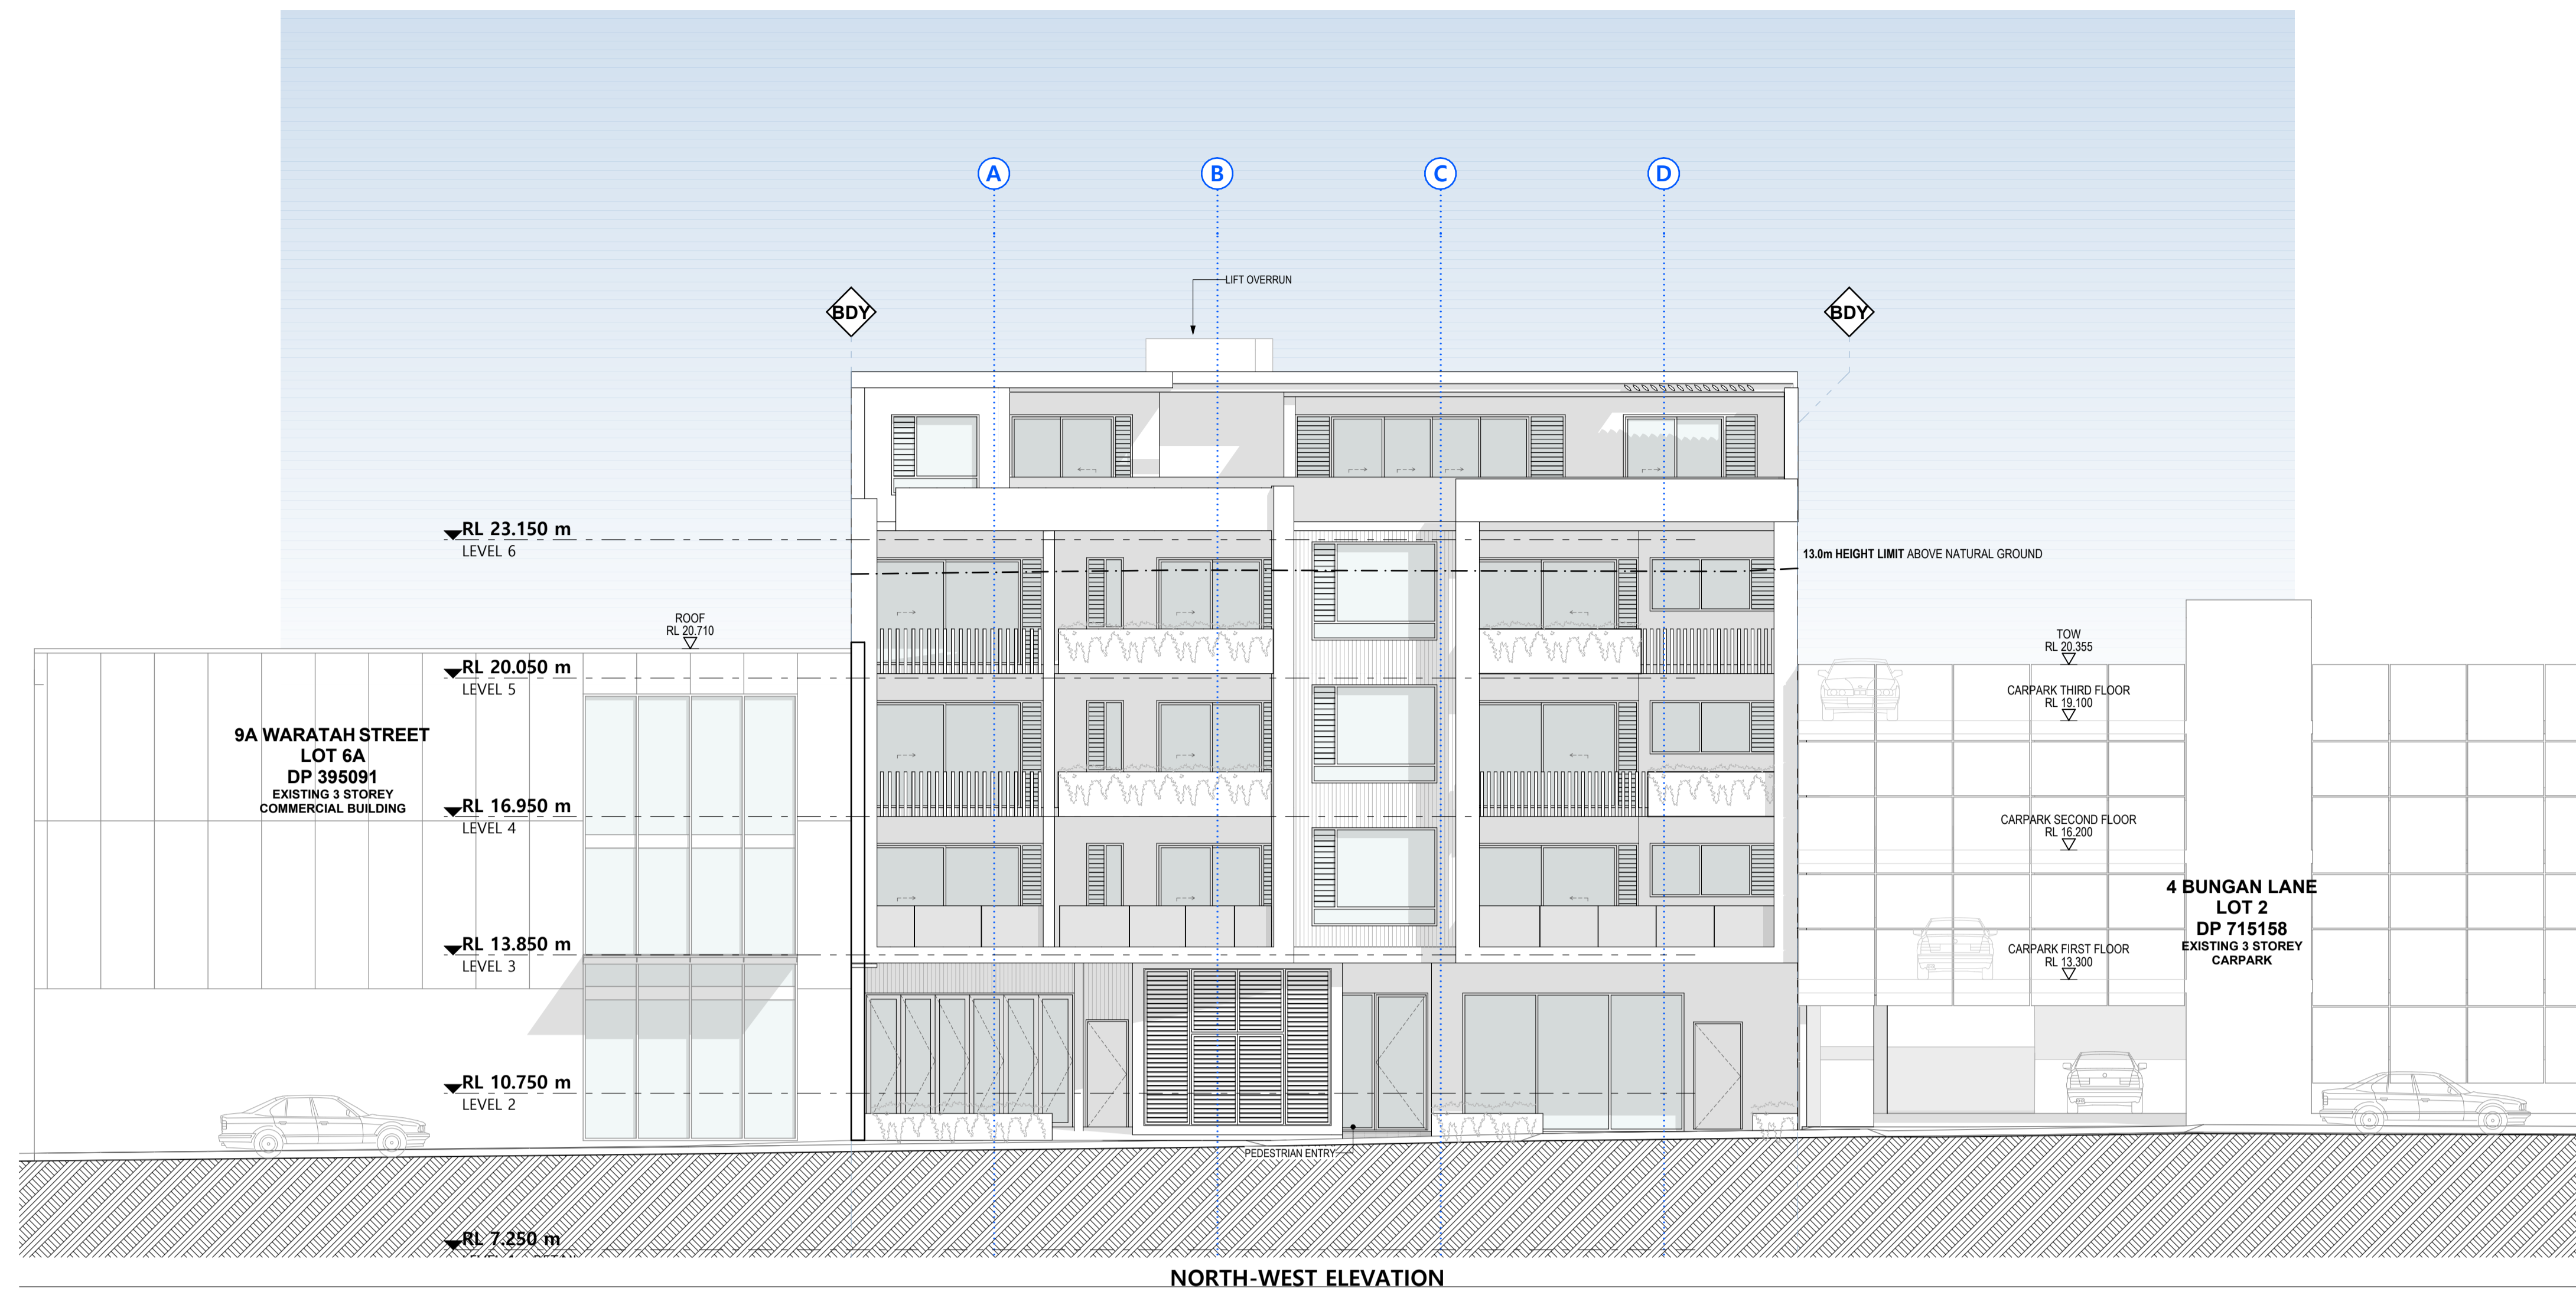 A
B
C
D
LIFT OVERRUN
BDY
BDY
RL 23.150 m
LEVEL 6
13.0m HEIGHT LIMIT ABOVE NATURAL GROUND
ROOF
RL 20.710
TOW
RL 20.355
RL 20.050 m
LEVEL 5
CARPARK THIRD FLOOR
RL 19.100
9A WARATAH STREET
LOT 6A
DP 395091
EXISTING 3 STOREY
COMMERCIAL BUILDING
RL 16.950 m
LEVEL 4
CARPARK SECOND FLOOR
RL 16.200
4 BUNGAN LANE
LOT 2
DP 715158
EXISTING 3 STOREY
CARPARK
RL 13.850 m
LEVEL 3
CARPARK FIRST FLOOR
RL 13.300
RL 10.750 m
LEVEL 2
PEDESTRIAN ENTRY
RL 7.250 m
NORTH-WEST ELEVATION